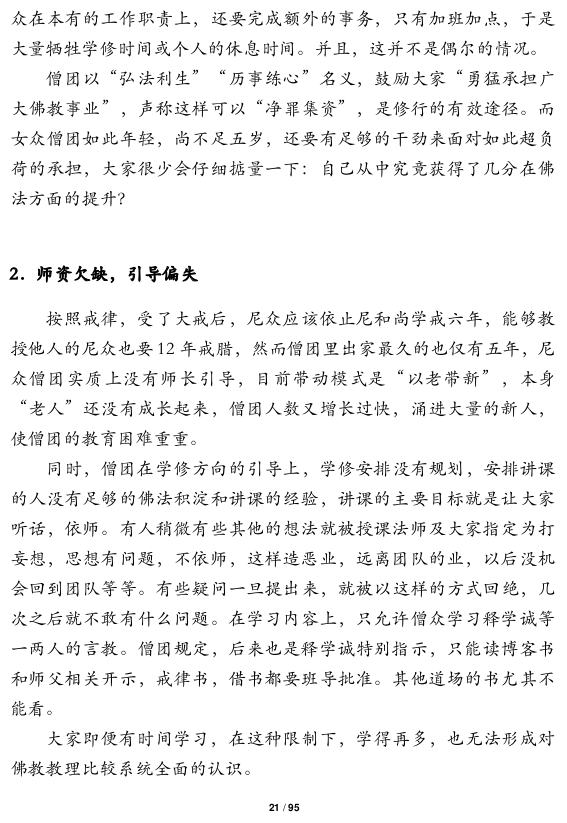 众在本有的工作职责上，还要完成额外的事务，只有加班加点，于是
大量牺牲学修时间或个人的休息时间。并且，这并不是偶尔的情况。
僧团以“弘法利生”“历事练心”名义，鼓励大家“勇猛承担广
大佛教事业”，声称这样可以“净罪集资”，是修行的有效途径。而
女众僧团如此年轻，尚不足五岁，还要有足够的干劲来面对如此超负
荷的承担，大家很少会仔细掂量一下：自己从中究竟获得了几分在佛
法方面的提升？
2．师资欠缺，引导偏失
按照戒律，受了大戒后，尼众应该依止尼和尚学戒六年，能够教
授他人的尼众也要 12 年戒腊，然而僧团里出家最久的也仅有五年，尼
众僧团实质上没有师长引导，目前带动模式是“以老带新”，本身
“老人”还没有成长起来，僧团人数又增长过快，涌进大量的新人，
使僧团的教育困难重重。
同时，僧团在学修方向的引导上，学修安排没有规划，安排讲课
的人没有足够的佛法积淀和讲课的经验，讲课的主要目标就是让大家
听话，依师。有人稍微有些其他的想法就被授课法师及大家指定为打
妄想，思想有问题，不依师，这样造恶业，远离团队的业，以后没机
会回到团队等等。有些疑问一旦提出来，就被以这样的方式回绝，几
次之后就不敢有什么问题。在学习内容上，只允许僧众学习释学诚等
一两人的言教。僧团规定，后来也是释学诚特别指示，只能读博客书
和师父相关开示，戒律书，借书都要班导批准。其他道场的书尤其不
能看。
大家即便有时间学习，在这种限制下，学得再多，也无法形成对
佛教教理比较系统全面的认识。
21 / 95